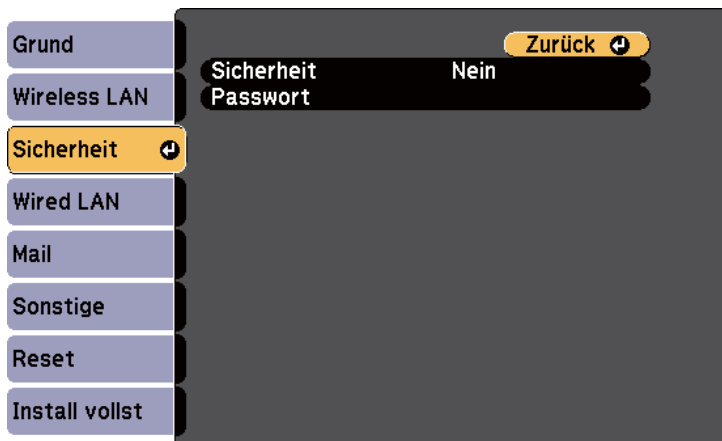 Grund
Wireless LAN
Sicherheit
Wired LAN
Mail
Sonstige
Reset
Install vollst
Zurück
Sicherheit Nein
Passwort